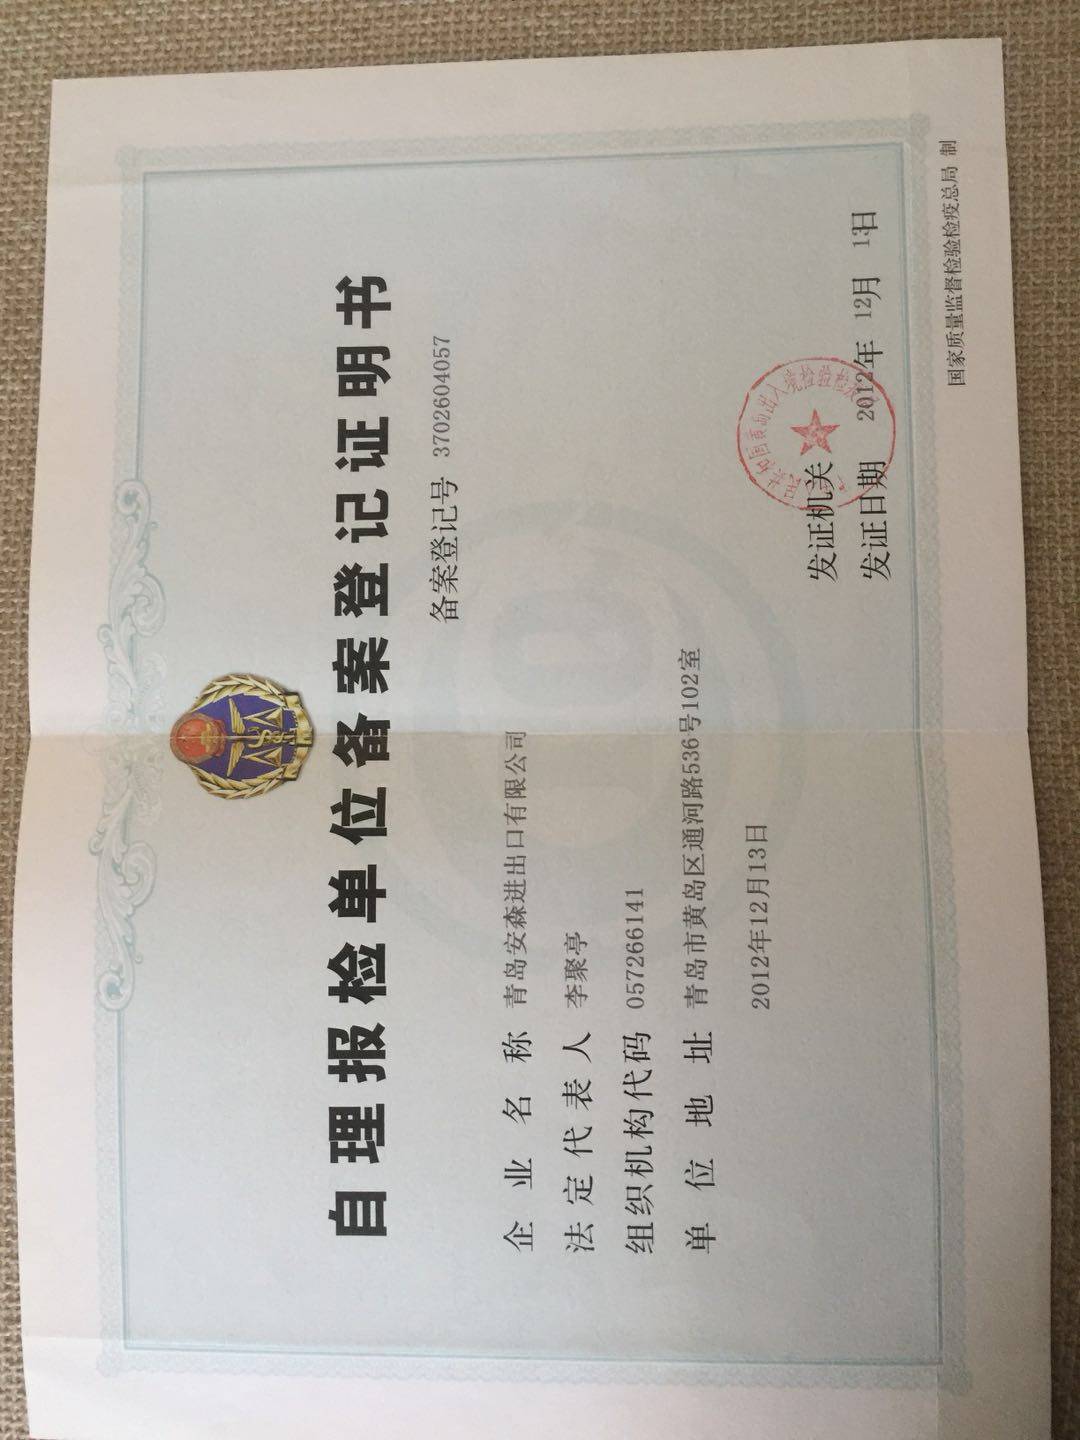 自理报检单位备案登记证明书
备案登记号 3702604057
企业名称 青岛安森进出口有限公司
法定代表人 李聚亭
组织机构代码 057266141
单位地址 青岛市黄岛区通河路536号102室
2012年12月13日
发证机关
发证日期 2012年 12月 13日
国家质量监督检验检疫总局 制